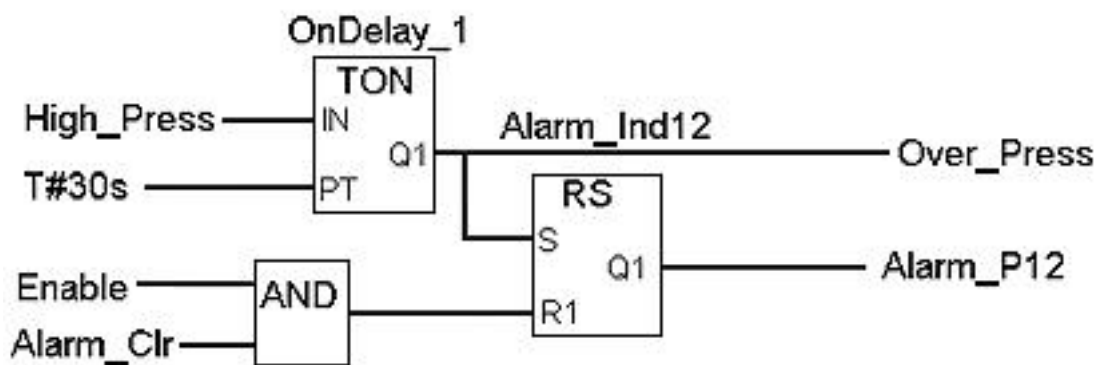 OnDelay_1
TON
High_Press
IN
Alarm_Ind12
Q1
Over_Press
T#30s
PT
RS
S
Q1
Alarm_P12
Enable
AND
R1
Alarm_Clr